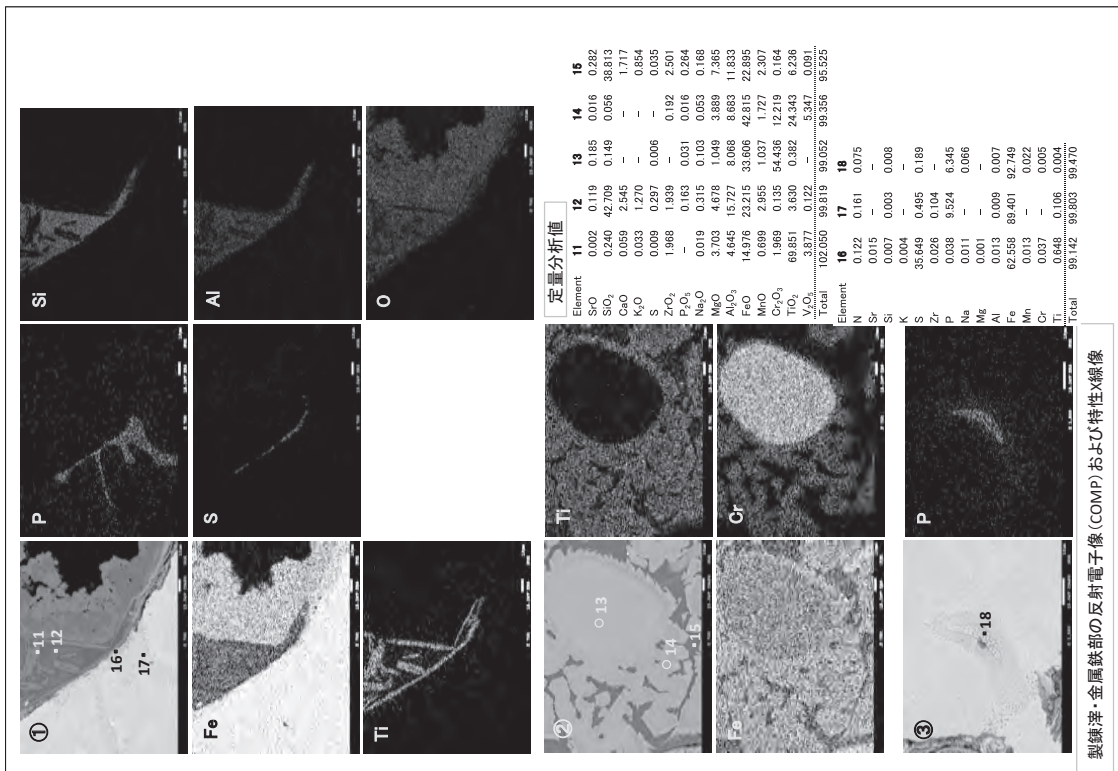 ①
11
12
16
17
P
Si
Fe
S
Al
Ti
O
②
13
14
15
Ti
Fe
Cr
③
18
P
定量分析値
Element 11 12 13 14 15
SrO 0.002 0.119 0.185 0.016 0.282
SiO₂ 0.240 42.709 0.149 0.056 38.813
CaO 0.059 2.545 – – 1.717
K₂O 0.033 1.270 – – 0.854
S 0.009 0.297 0.006 – 0.035
ZrO₂ 1.968 1.939 – 0.192 2.501
P₂O₅ – 0.163 0.031 0.016 0.264
Na₂O 0.019 0.315 0.103 0.053 0.168
MgO 3.703 4.678 1.049 3.889 7.365
Al₂O₃ 4.645 15.727 8.068 8.683 11.833
FeO 14.976 23.215 33.606 42.815 22.895
MnO 0.699 2.955 1.037 1.727 2.307
Cr₂O₃ 1.969 0.135 54.436 12.219 0.164
TiO₂ 69.851 3.630 0.382 24.343 6.236
V₂O₅ 3.877 0.122 – 5.347 0.091
Total 102.050 99.819 99.052 99.356 95.525
Element 16 17 18
N 0.122 0.161 0.075
Sr 0.015 – –
Si 0.007 0.003 0.008
K 0.004 – –
S 35.649 0.495 0.189
Zr 0.026 0.104 –
P 0.038 9.524 6.345
Na 0.011 – 0.066
Mg 0.001 – –
Al 0.013 0.009 0.007
Fe 62.558 89.401 92.749
Mn 0.013 – 0.022
Cr 0.037 – 0.005
Ti 0.648 0.106 0.004
Total 99.142 99.803 99.470
製錬滓・金属鉄部の反射電子像(COMP)および特性X線像